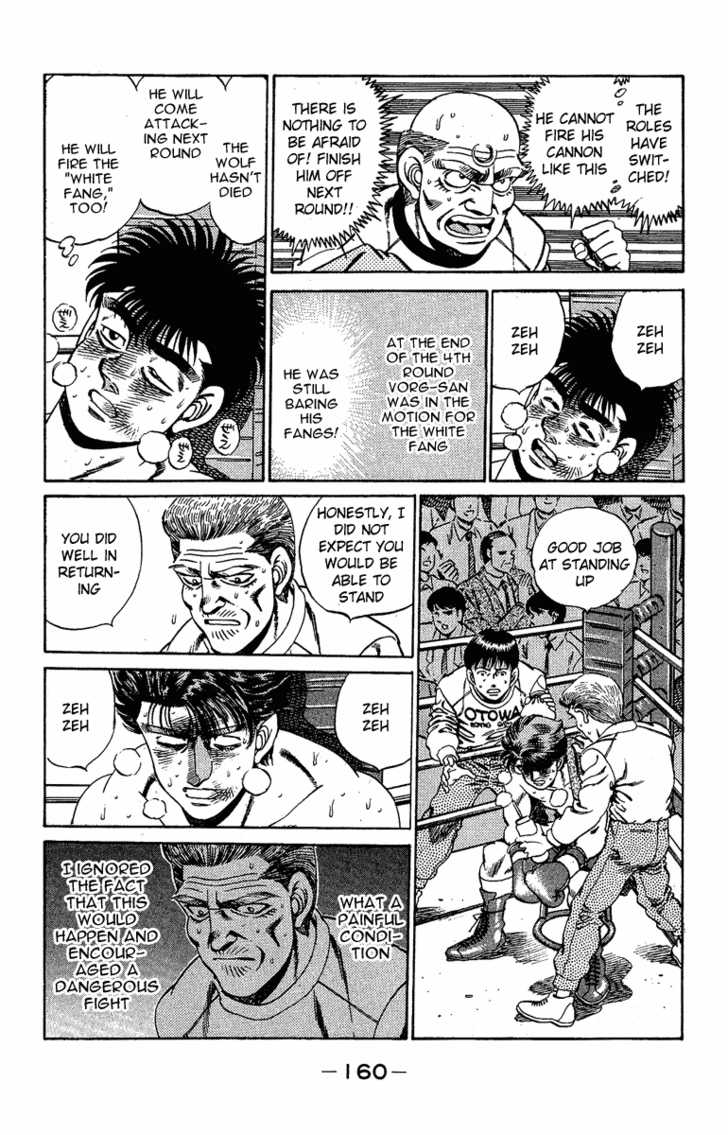 THE
ROLES
HAVE
SWIT-
CHED!
HE CANNOT
FIRE HIS
CANNON
LIKE THIS
THERE IS
NOTHING TO
BE AFRAID
OF! FINISH
HIM OFF
NEXT
ROUND!!
THE
WOLF
HASN'T
DIED
HE WILL
COME
ATTACK-
ING NEXT
ROUND
HE WILL
FIRE THE
"WHITE
FANG,"
TOO!
ZEH
ZEH
ZEH
ZEH
AT THE END
OF THE 4TH
ROUND
VORG-SAN
WAS IN THE
MOTION FOR
THE WHITE
FANG
HE WAS
STILL
BARING
HIS
FANGS!
GOOD JOB
AT STANDING
UP
OTOWA
HONESTLY, I
DID NOT
EXPECT YOU
WOULD BE
ABLE TO
STAND
YOU DID
WELL IN
RETURN-
ING
ZEH
ZEH
ZEH
ZEH
WHAT A
PAINFUL
CONDI-
TION
I IGNORED
THE FACT
THAT THIS
WOULD
HAPPEN AND
ENCOUR-
AGED A
DANGEROUS
FIGHT
-160-